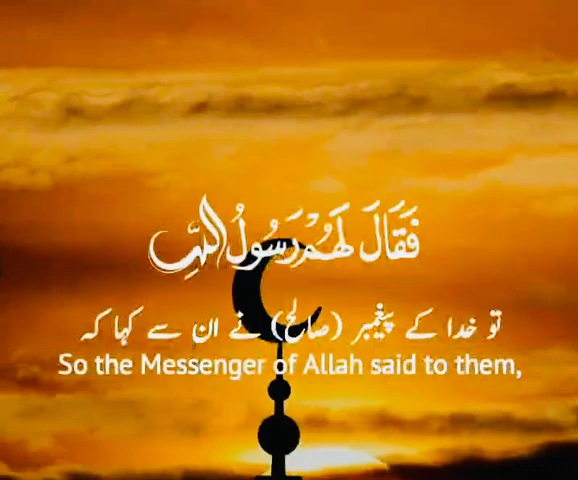 فَقَالَ لَهُمْ رَسُولُ اللَّهِ
تو خدا کے پیغمبر (صالح) نے ان سے کہا کہ
So the Messenger of Allah said to them,